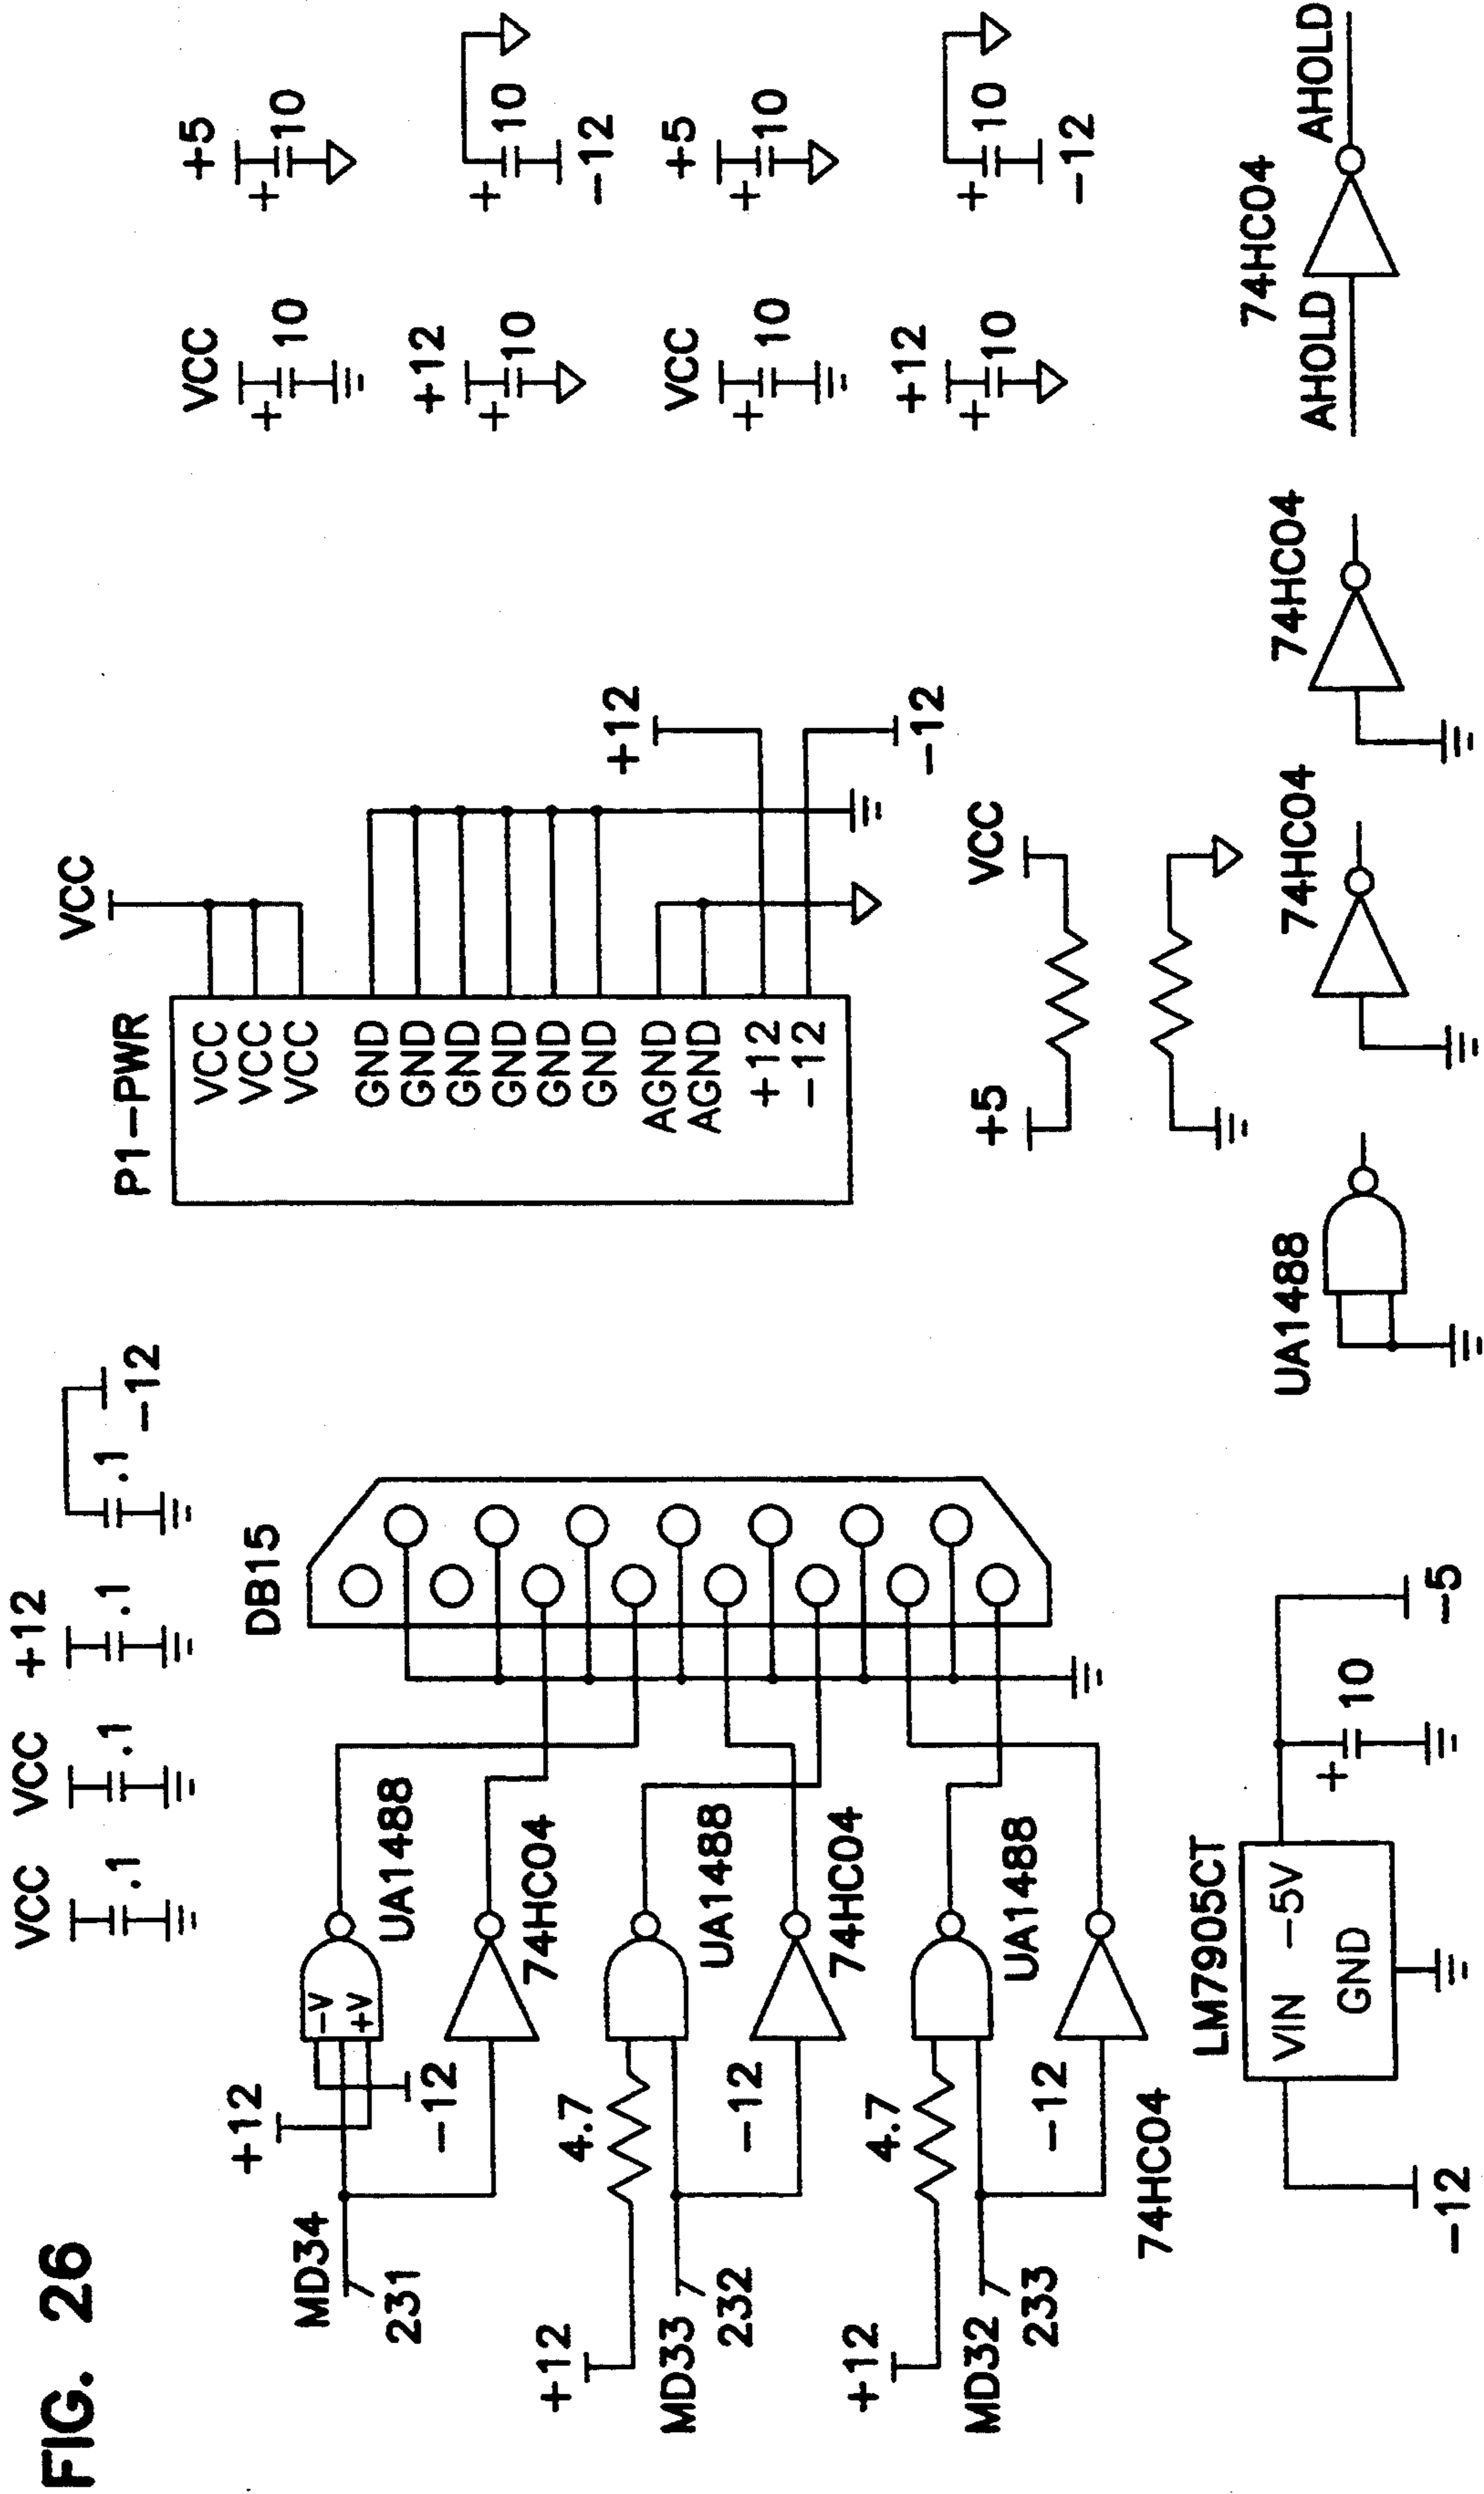 FIG. 26
VCC
.1
VCC
.1
+12
.1
.1
-12
MD34
231
+12
-12
-V
+V
UA1488
74HC04
+12
4.7
MD33
232
-12
UA1488
74HC04
+12
4.7
MD32
233
-12
UA1488
74HC04
DB15
-12
LM7905CT
VIN -5V
GND
+
10
-5
P1-PWR
VCC
VCC
VCC
VCC
GND
GND
GND
GND
GND
GND
AGND
AGND
+12
-12
+12
-12
+5
VCC
UA1488
74HC04
74HC04
VCC
+
10
+5
+
10
+12
+
10
+
10
-12
VCC
+
10
+5
+
10
+12
+
10
+
10
-12
74HC04
AHOLD
AHOLD